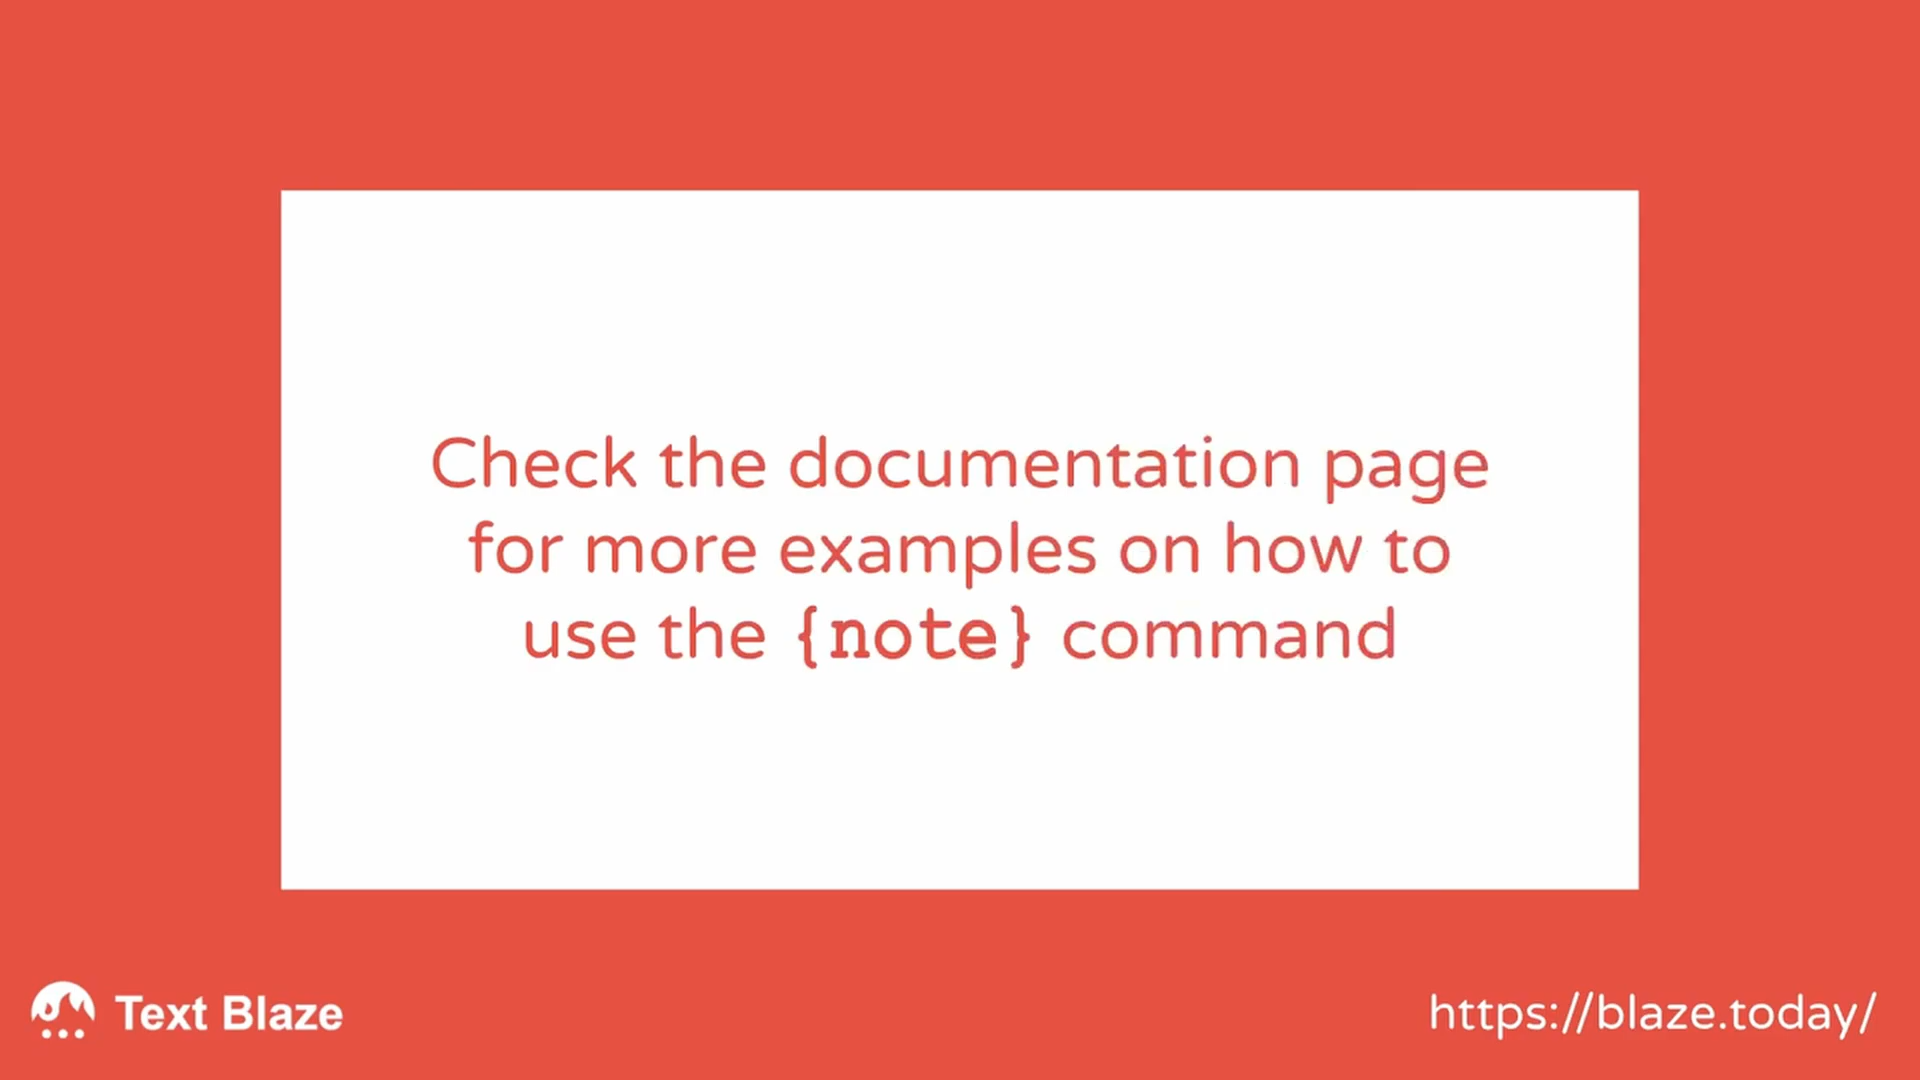 Check the documentation page
for more examples on how to
use the {note} command
Text Blaze
https://blaze.today/